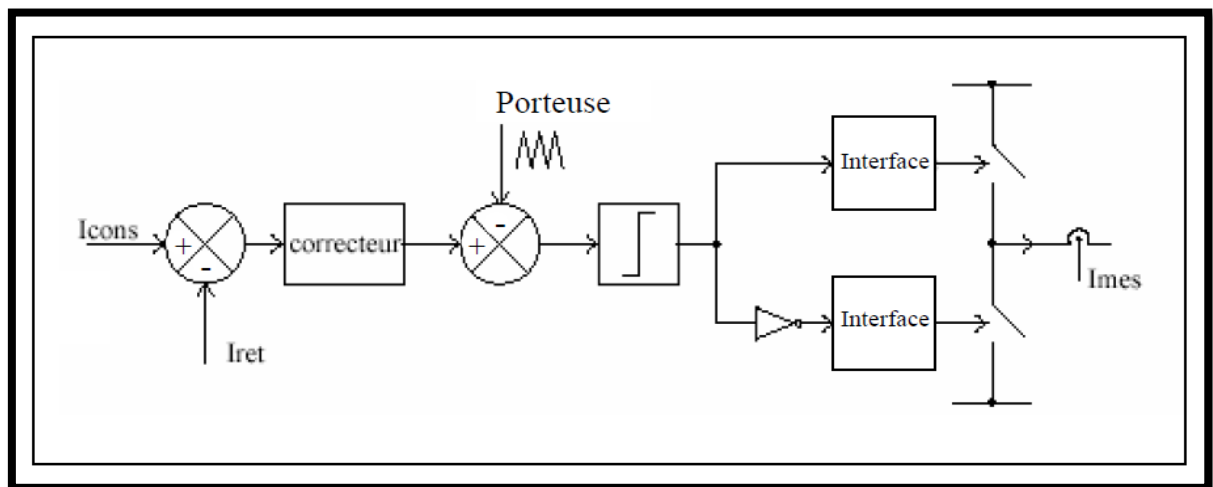 Porteuse
Interface
Icons
+
-
correcteur
+
-
Imes
Interface
Iret